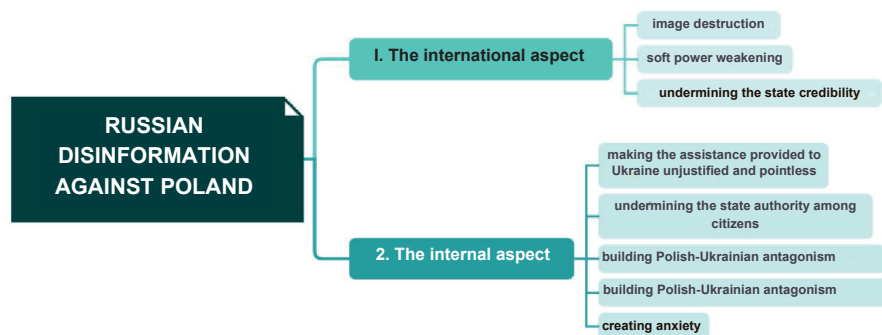 RUSSIAN
DISINFORMATION
AGAINST POLAND
I. The international aspect
image destruction
soft power weakening
undermining the state credibility
2. The internal aspect
making the assistance provided to
Ukraine unjustified and pointless
undermining the state authority among
citizens
building Polish-Ukrainian antagonism
building Polish-Ukrainian antagonism
creating anxiety